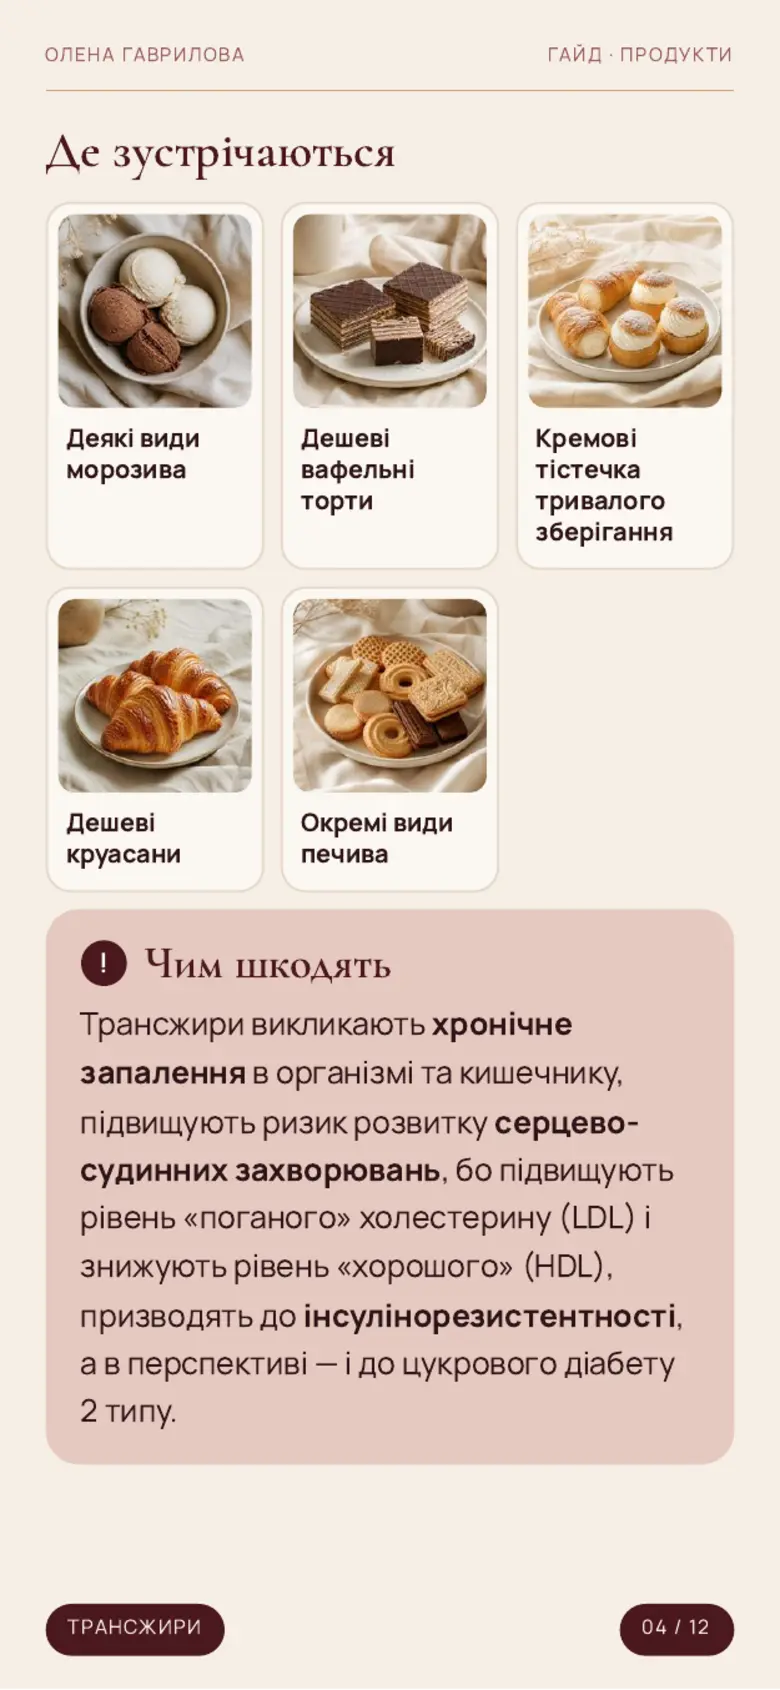 ОЛЕНА ГАВРИЛОВА
ГАЙД · ПРОДУКТИ
Де зустрічаються
Деякі види
морозива
Дешеві
вафельні
торти
Кремові
тістечка
тривалого
зберігання
Дешеві
круасани
Окремі види
печива
! Чим шкодять
Трансжири викликають хронічне
запалення в організмі та кишечнику,
підвищують ризик розвитку серцево-
судинних захворювань, бо підвищують
рівень «поганого» холестерину (LDL) і
знижують рівень «хорошого» (HDL),
призводять до інсулінорезистентності,
а в перспективі — і до цукрового діабету
2 типу.
ТРАНСЖИРИ
04 / 12